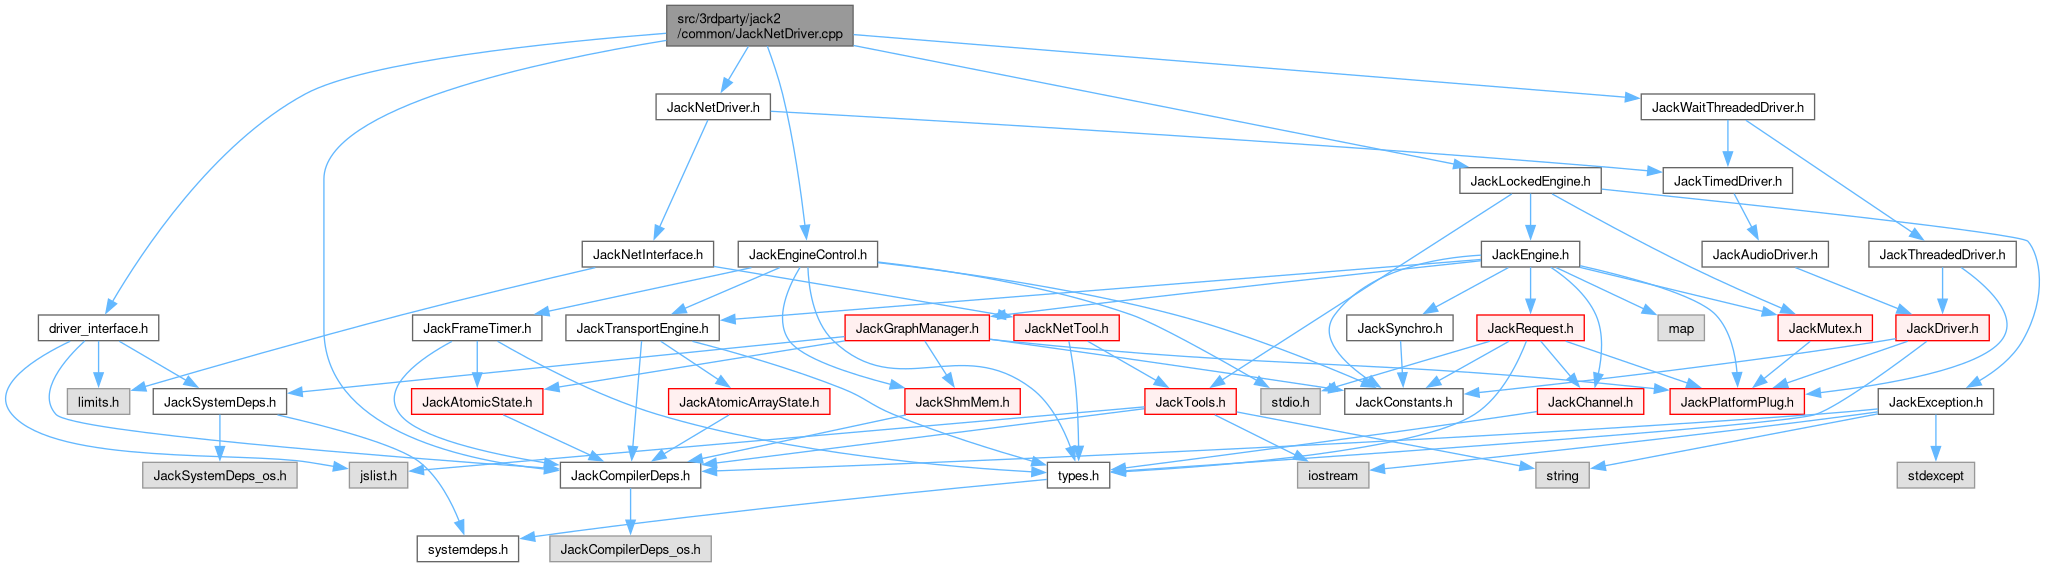 src/3rdparty/jack2
/common/JackNetDriver.cpp
JackNetDriver.h
JackWaitThreadedDriver.h
JackLockedEngine.h
JackTimedDriver.h
JackNetInterface.h
JackEngineControl.h
JackEngine.h
JackAudioDriver.h
JackThreadedDriver.h
driver_interface.h
JackFrameTimer.h
JackTransportEngine.h
JackGraphManager.h
JackNetTool.h
JackSynchro.h
JackRequest.h
map
JackMutex.h
JackDriver.h
limits.h
JackSystemDeps.h
JackAtomicState.h
JackAtomicArrayState.h
JackShmMem.h
JackTools.h
stdio.h
JackConstants.h
JackChannel.h
JackPlatformPlug.h
JackException.h
JackSystemDeps_os.h
jslist.h
JackCompilerDeps.h
types.h
iostream
string
stdexcept
systemdeps.h
JackCompilerDeps_os.h